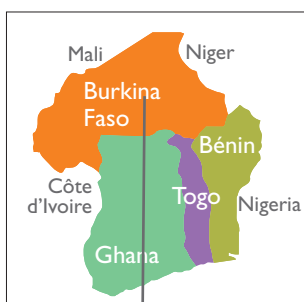 Mali
Niger
Burkina
Faso
Bénin
Côte
d'Ivoire
Togo
Nigeria
Ghana